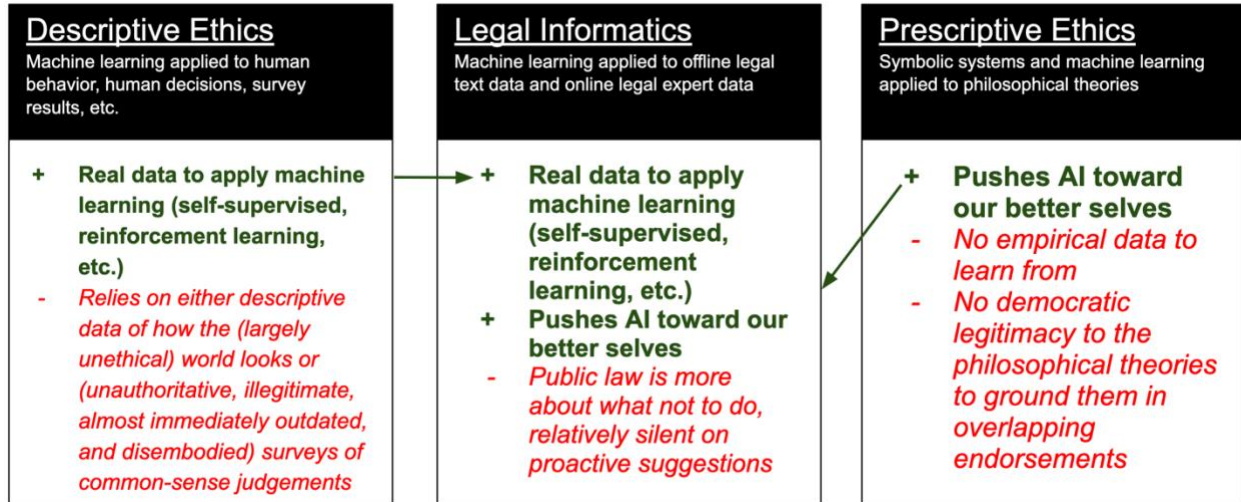 Descriptive Ethics
Machine learning applied to human
behavior, human decisions, survey
results, etc.
+ Real data to apply machine
learning (self-supervised,
reinforcement learning,
etc.)
- Relies on either descriptive
data of how the (largely
unethical) world looks or
(unauthoritative, illegitimate,
almost immediately outdated,
and disembodied) surveys of
common-sense judgements
Legal Informatics
Machine learning applied to offline legal
text data and online legal expert data
+ Real data to apply
machine learning
(self-supervised,
reinforcement
learning, etc.)
+ Pushes AI toward our
better selves
- Public law is more
about what not to do,
relatively silent on
proactive suggestions
Prescriptive Ethics
Symbolic systems and machine learning
applied to philosophical theories
+ Pushes AI toward
our better selves
- No empirical data to
learn from
- No democratic
legitimacy to the
philosophical theories
to ground them in
overlapping
endorsements